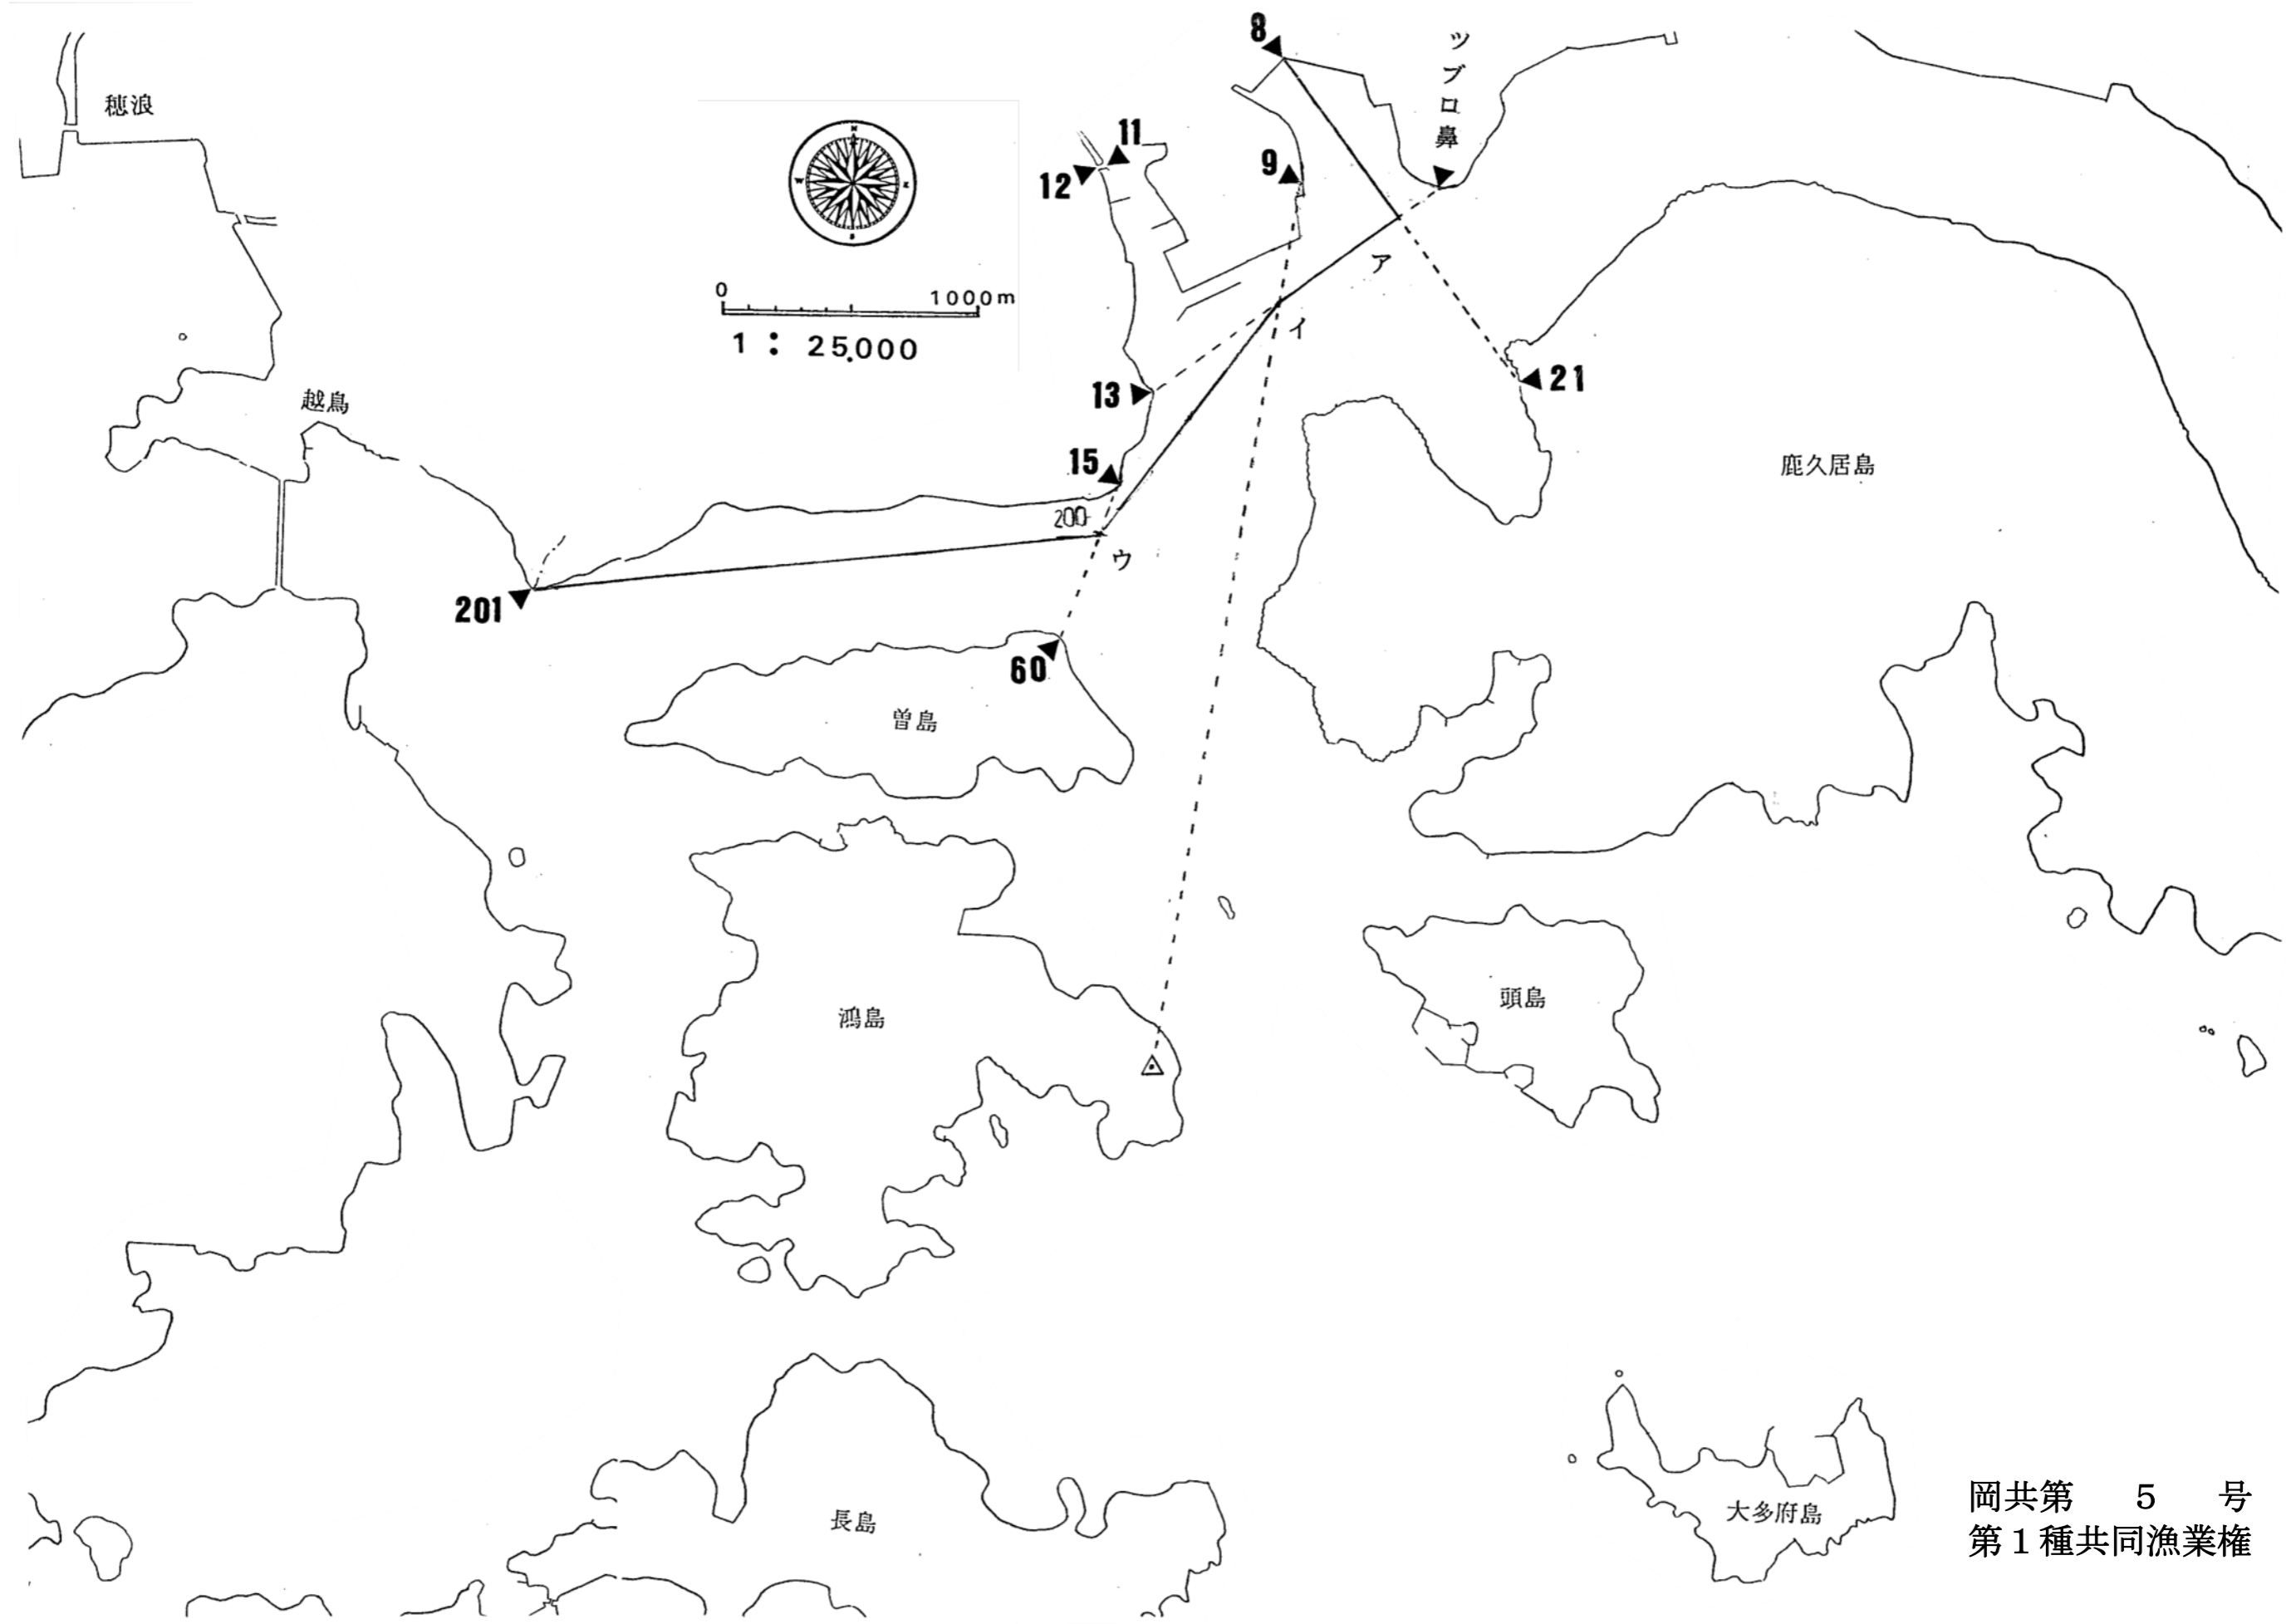 8
ツブロ鼻
穂浪
11
12
9
N
W
E
S
0 1000m
1 : 25,000
ア
イ
13
21
越鳥
15
鹿久居島
200
ウ
201
60
曽島
鴻島
頭島
長島
大多府島
岡共第 5 号
第1種共同漁業権